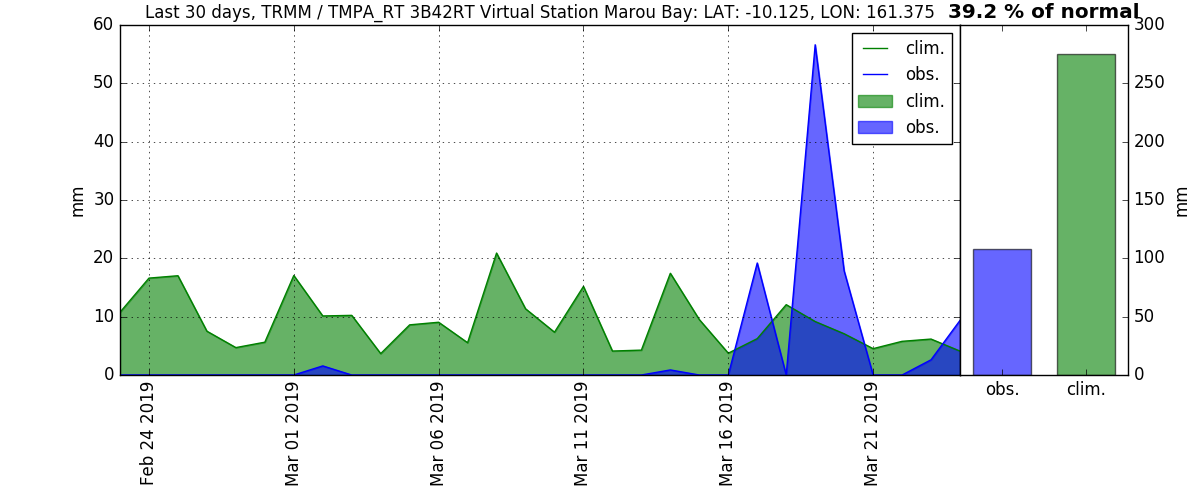 Last 30 days, TRMM / TMPA_RT 3B42RT Virtual Station Marou Bay: LAT: -10.125, LON: 161.375
39.2 % of normal
60
50
40
30
20
10
0
mm
clim.
obs.
clim.
obs.
Feb 24 2019
Mar 01 2019
Mar 06 2019
Mar 11 2019
Mar 16 2019
Mar 21 2019
300
250
200
150
100
50
0
mm
obs.
clim.